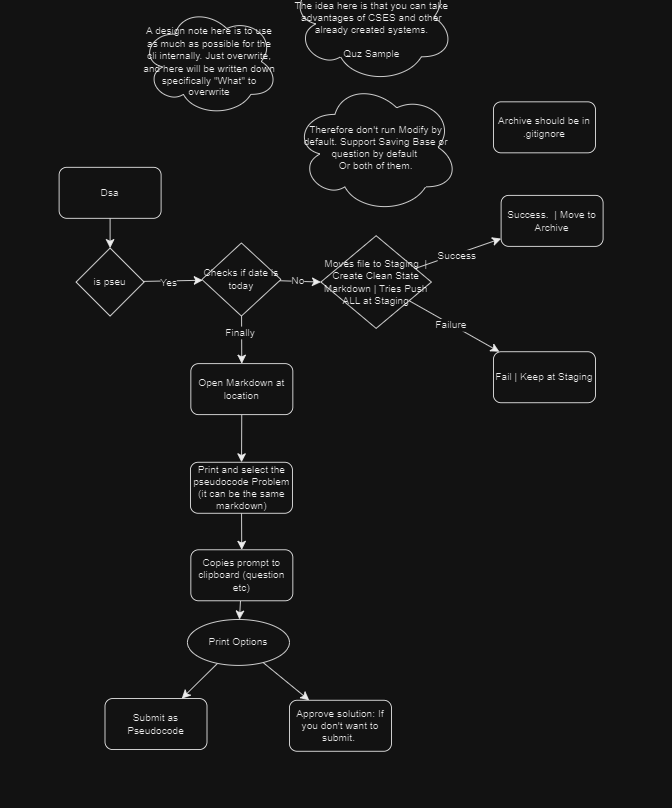 The idea here is that you can take
advantages of CSES and other
already created systems.
Quz Sample
A design note here is to use
as much as possible for the
cli internally. Just overwrite,
and here will be written down
specifically "What" to
overwrite
Therefore don't run Modify by
default. Support Saving Base or
question by default
Or both of them.
Archive should be in
.gitignore
Dsa
Success. | Move to
Archive
is pseu
Yes
Checks if date is
today
No
Moves file to Staging |
Create Clean State
Markdown | Tries Push
ALL at Staging
Success
Failure
Finally
Fail | Keep at Staging
Open Markdown at
location
Print and select the
pseudocode Problem
(it can be the same
markdown)
Copies prompt to
clipboard (question
etc)
Print Options
Submit as
Pseudocode
Approve solution: If
you don't want to
submit.